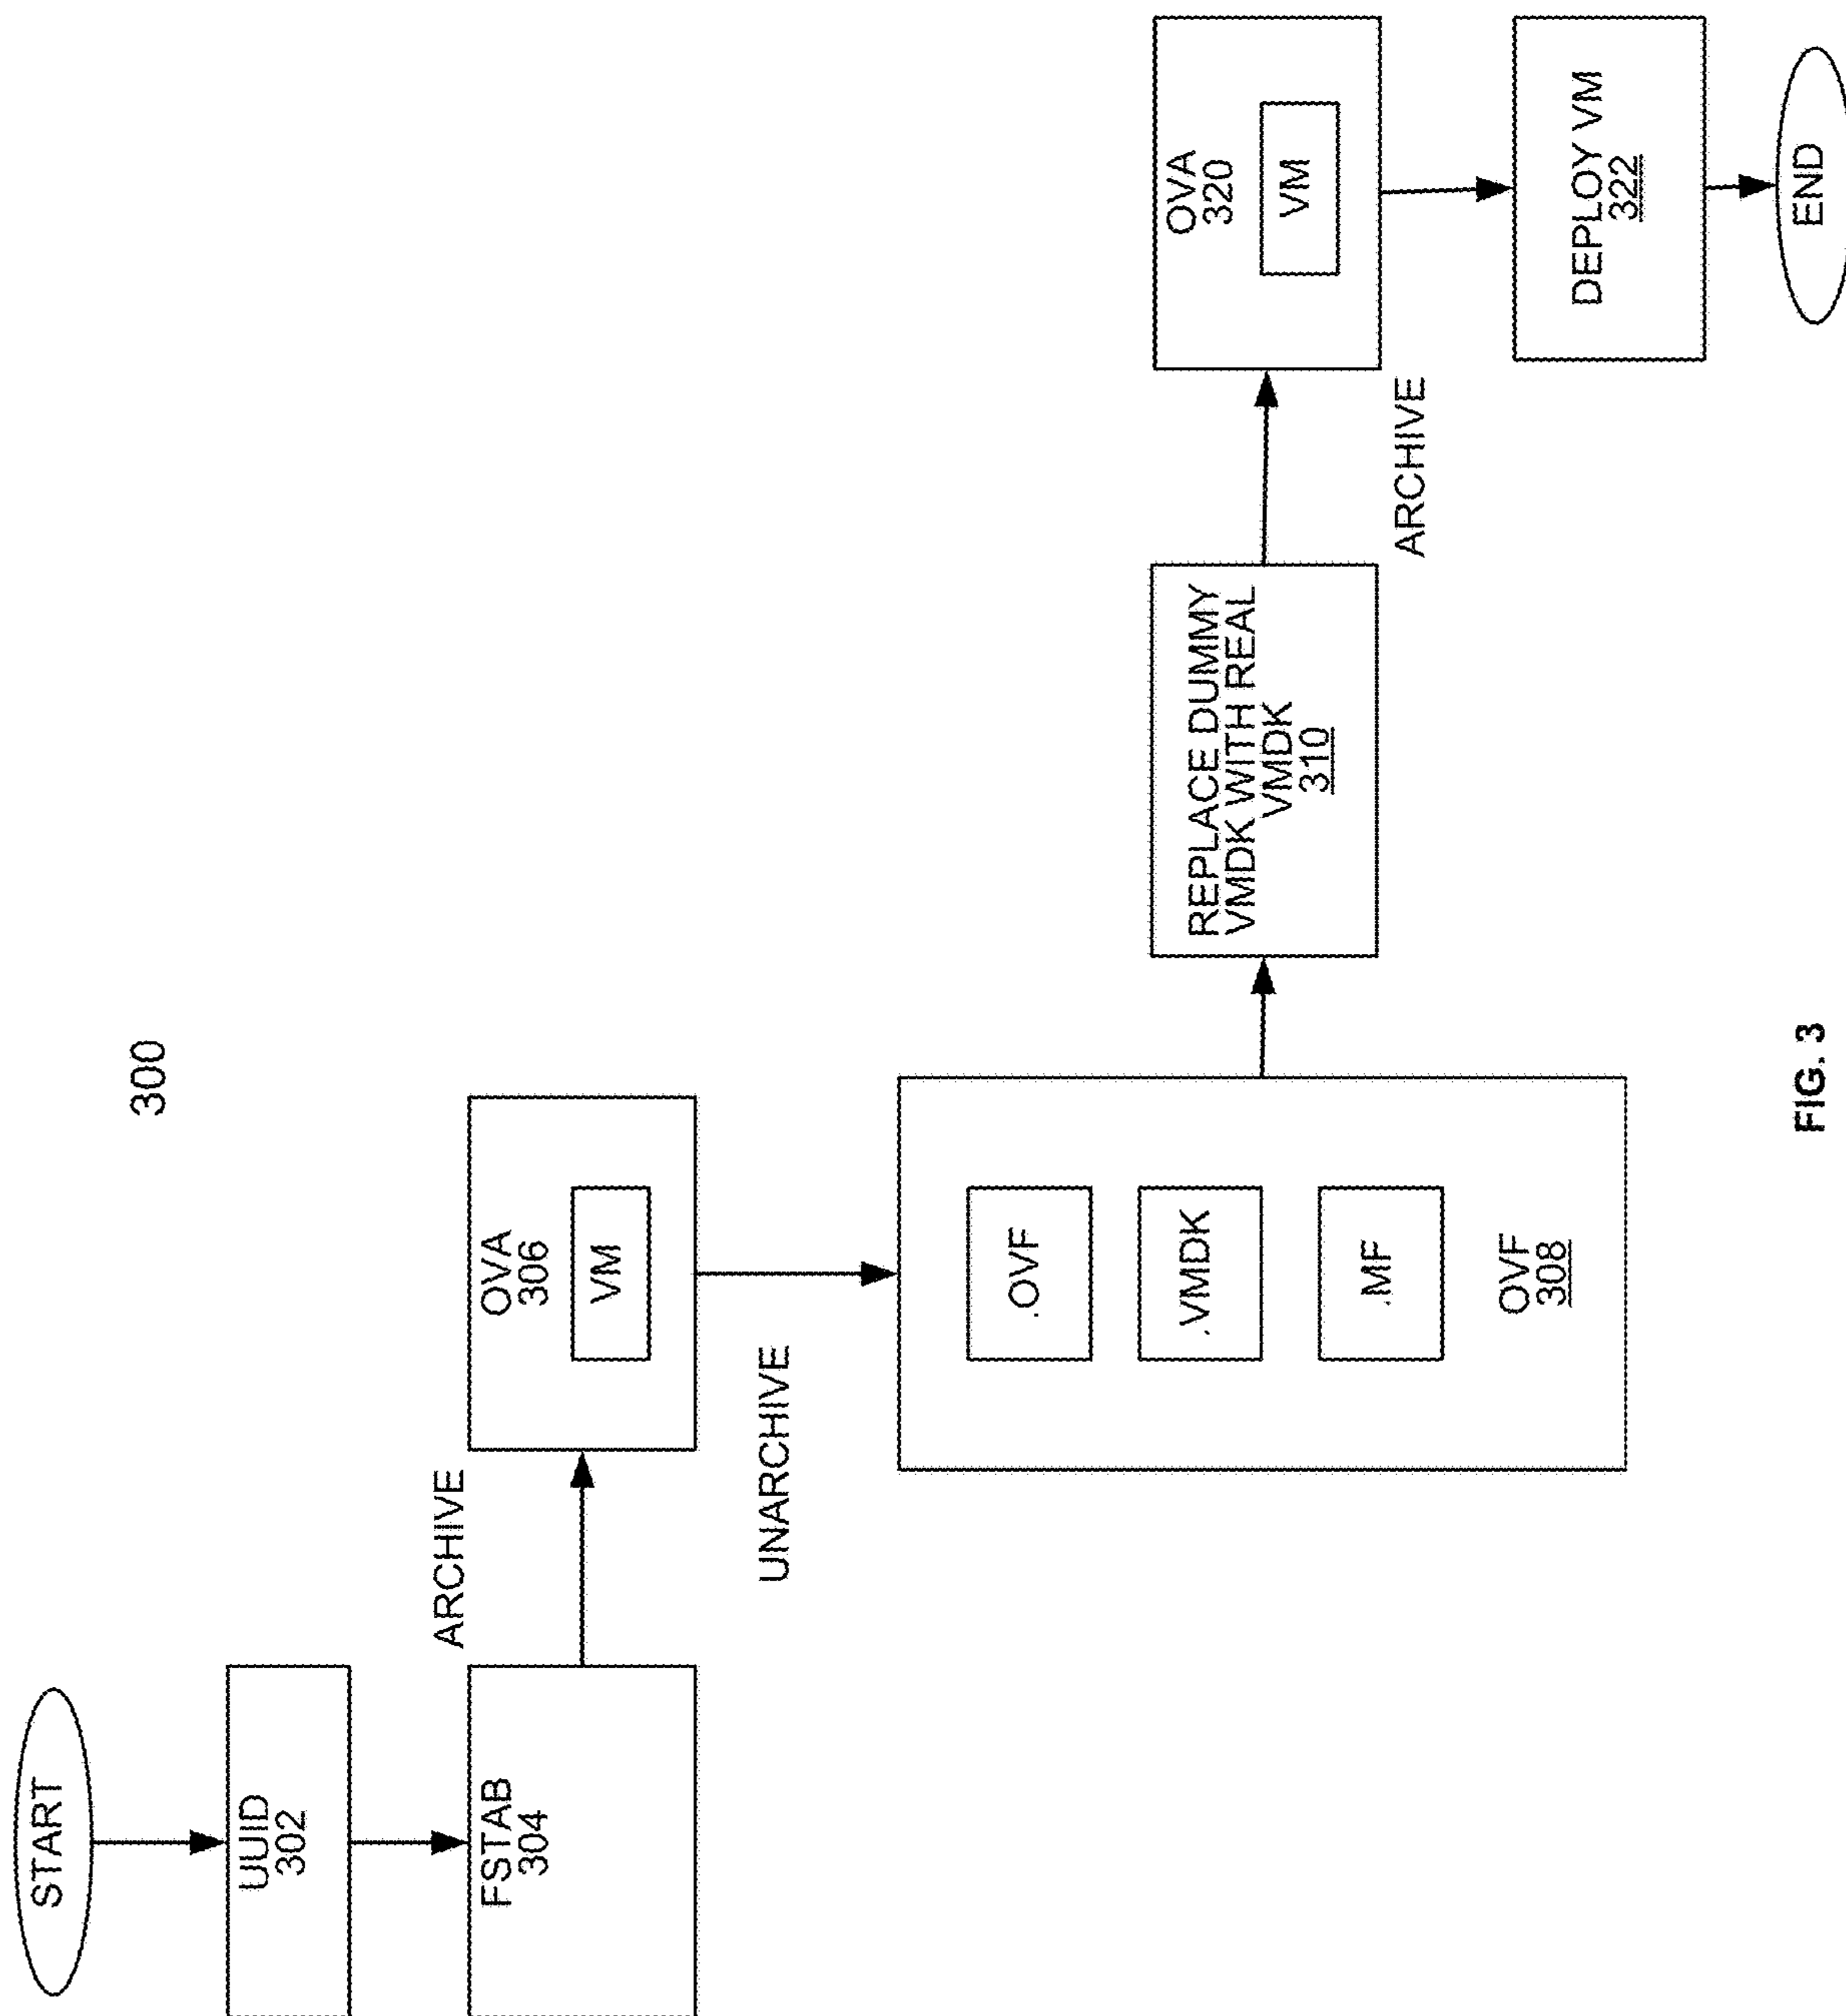 300
START
UUID
302
FSTAB
304
ARCHIVE
OVA
306
VM
UNARCHIVE
.OVF
.VMDK
.MF
OVF
308
REPLACE DUMMY
VMDK WITH REAL
VMDK
310
ARCHIVE
OVA
320
VM
DEPLOY VM
322
END
FIG. 3